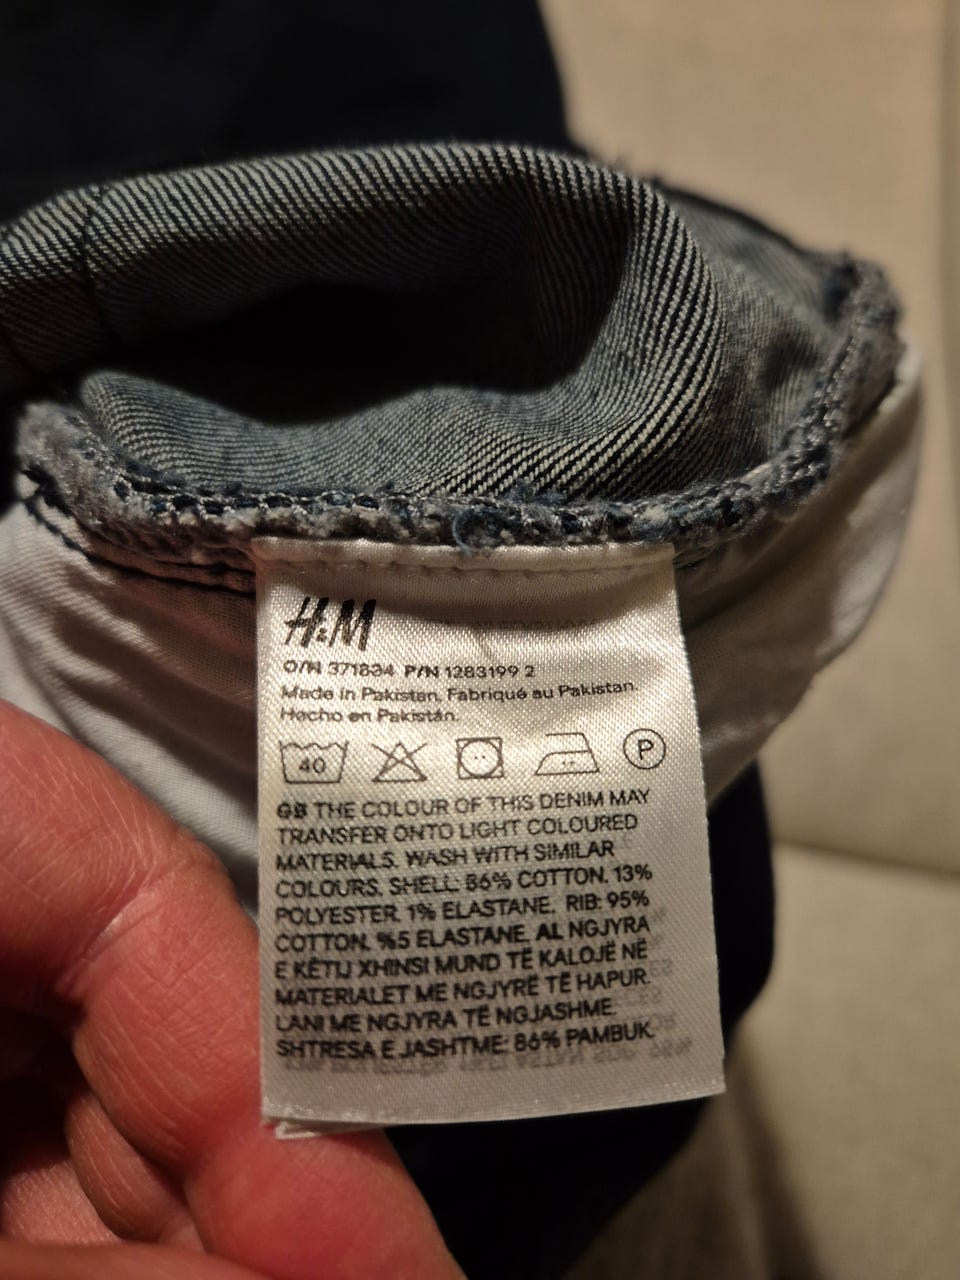 H&M
O/N 371834 P/N 1283199 2
Made in Pakistan. Fabriqué au Pakistan.
Hecho en Pakistán.
40 P
GB THE COLOUR OF THIS DENIM MAY
TRANSFER ONTO LIGHT COLOURED
MATERIALS. WASH WITH SIMILAR
COLOURS. SHELL: 86% COTTON. 13%
POLYESTER. 1% ELASTANE. RIB: 95%
COTTON. %5 ELASTANE. AL NGJYRA
E KËTIJ XHINSI MUND TË KALOJË NË
MATERIALET ME NGJYRË TË HAPUR.
LANI ME NGJYRA TË NGJASHME.
SHTRESA E JASHTME: 86% PAMBUK.